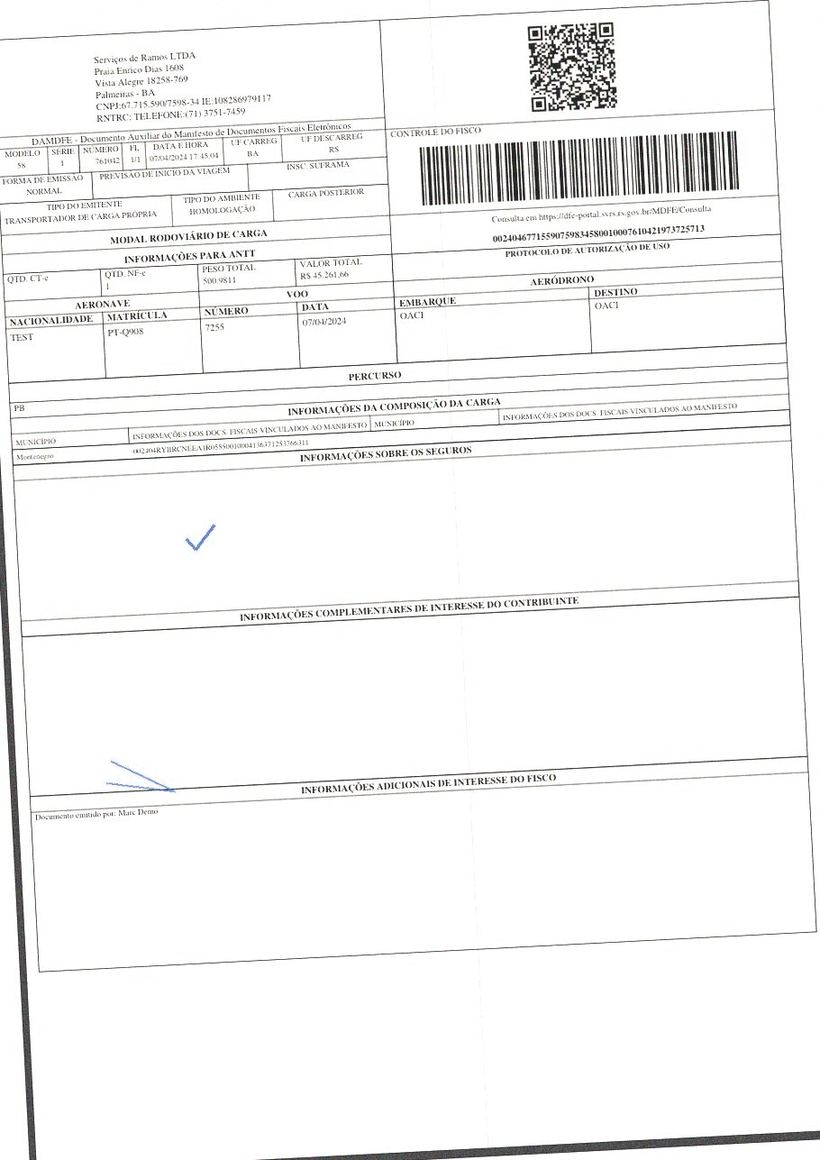 Serviços de Ramos LTDA
Praia Enrico Dias 1608
Vista Alegre 18258-769
Palmeiras - BA
CNPJ:67.715.590/7598-34 IE:108286979117
RNTRC: TELEFONE:(71) 3751-7459
DAMDFE - Documento Auxiliar do Manifesto de Documentos Fiscais Eletrônicos
MODELO SÉRIE NÚMERO FL DATA E HORA UF CARREG UF DESCARREG
58 1 761042 1/1 07/04/2024 17:45:04 BA RS
FORMA DE EMISSÃO PREVISÃO DE INICIO DA VIAGEM INSC. SUFRAMA
NORMAL
TIPO DO EMITENTE TIPO DO AMBIENTE CARGA POSTERIOR
TRANSPORTADOR DE CARGA PRÓPRIA HOMOLOGAÇÃO
CONTROLE DO FISCO
Consulta em https://dfe-portal.svrs.rs.gov.br/MDFE/Consulta
00240467715590759834580010007610421973725713
PROTOCOLO DE AUTORIZAÇÃO DE USO
MODAL RODOVIÁRIO DE CARGA
INFORMAÇÕES PARA ANTT
QTD. CT-e QTD. NF-e PESO TOTAL VALOR TOTAL
1 500.9811 R$ 45.261,66
AERONAVE VOO AERÓDRONO
NACIONALIDADE MATRÍCULA NÚMERO DATA EMBARQUE DESTINO
TEST PT-Q908 7255 07/04/2024 OACI OACI
PERCURSO
PB
INFORMAÇÕES DA COMPOSIÇÃO DA CARGA
MUNICÍPIO INFORMAÇÕES DOS DOCS. FISCAIS VINCULADOS AO MANIFESTO MUNICÍPIO INFORMAÇÕES DOS DOCS. FISCAIS VINCULADOS AO MANIFESTO
Montenegro
INFORMAÇÕES SOBRE OS SEGUROS
INFORMAÇÕES COMPLEMENTARES DE INTERESSE DO CONTRIBUINTE
INFORMAÇÕES ADICIONAIS DE INTERESSE DO FISCO
Documento emitido por: Marc Demo